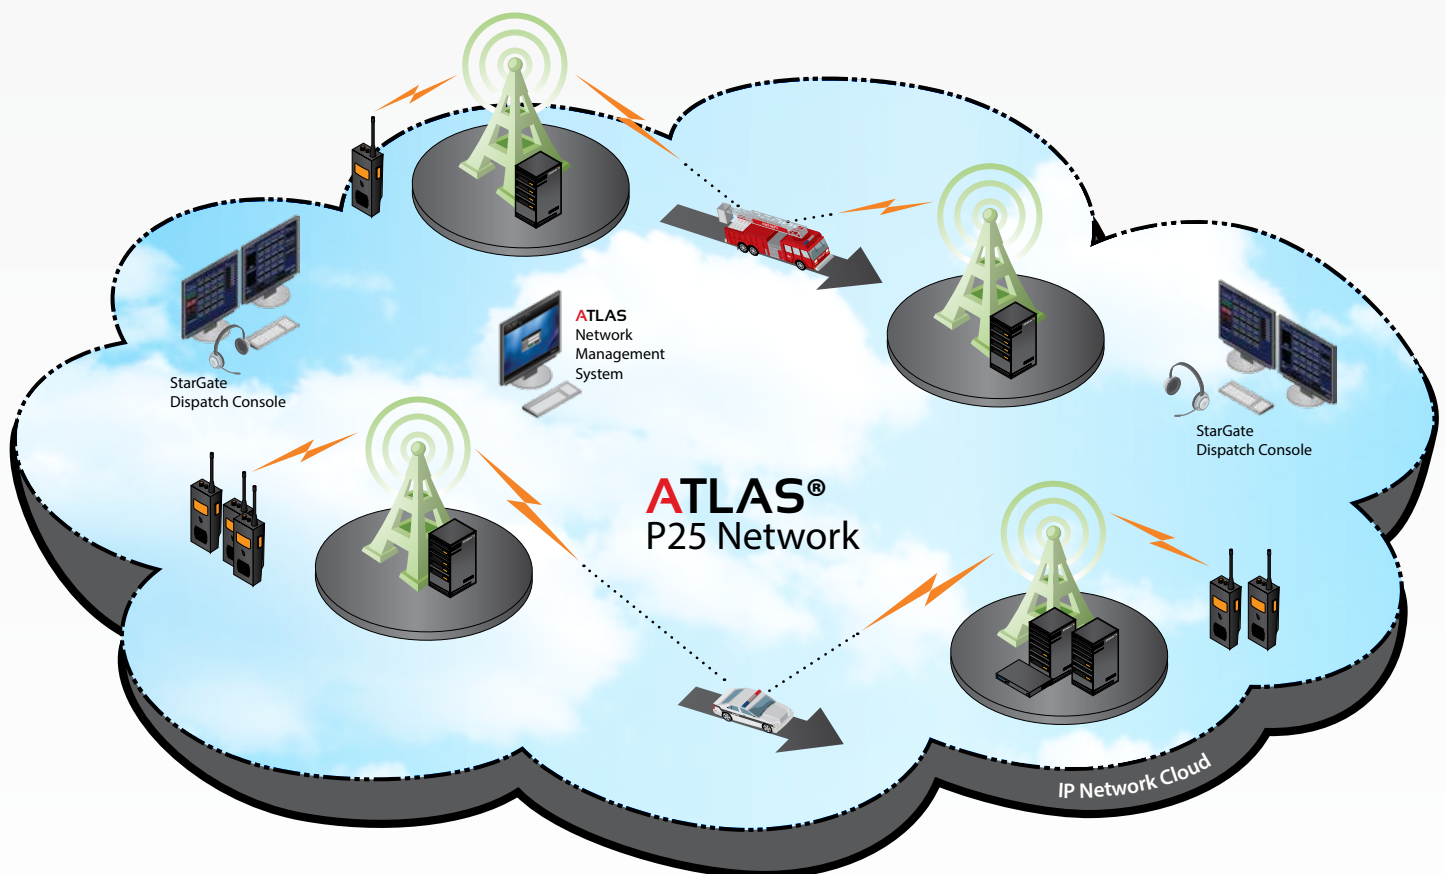 ATLAS
Network
Management
System
StarGate
Dispatch Console
StarGate
Dispatch Console
ATLAS®
P25 Network
IP Network Cloud